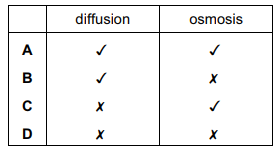 diffusion osmosis
A ✓ ✓
B ✓ ✗
C ✗ ✓
D ✗ ✗